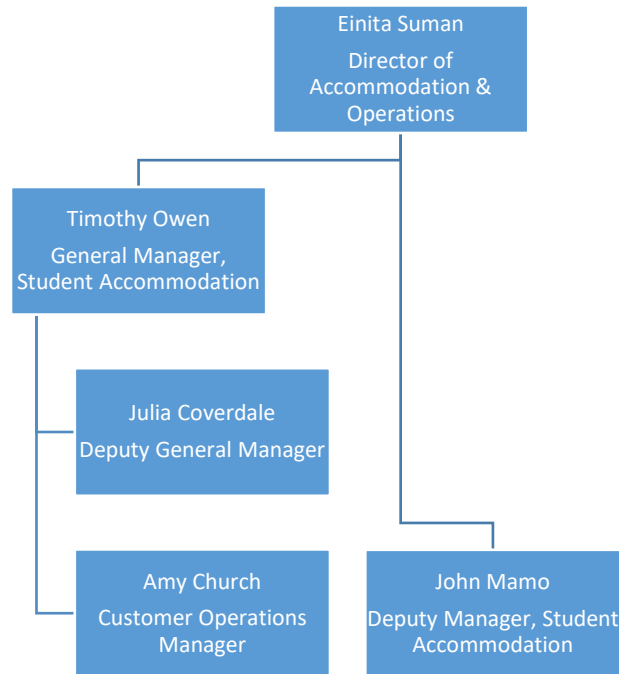 Einita Suman
Director of
Accommodation &
Operations
Timothy Owen
General Manager,
Student Accommodation
Julia Coverdale
Deputy General Manager
Amy Church
Customer Operations
Manager
John Mamo
Deputy Manager, Student
Accommodation